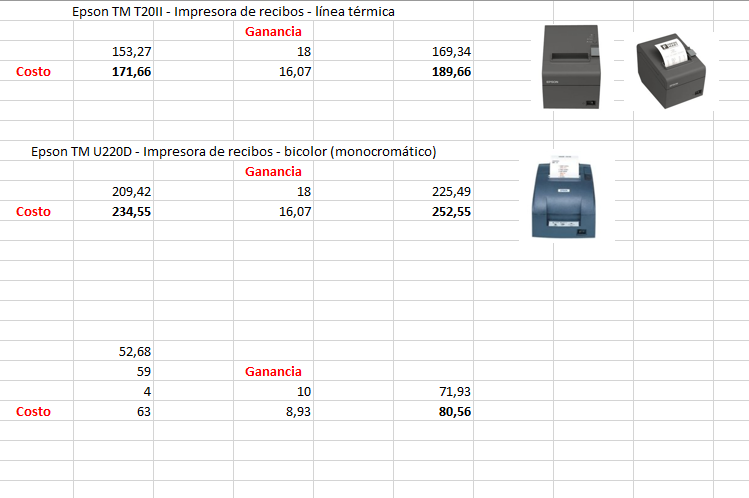 Epson TM T20II - Impresora de recibos - línea térmica
Ganancia
153,27 18 169,34
Costo 171,66 16,07 189,66
Epson TM U220D - Impresora de recibos - bicolor (monocromático)
Ganancia
209,42 18 225,49
Costo 234,55 16,07 252,55
52,68
59 Ganancia
4 10 71,93
Costo 63 8,93 80,56